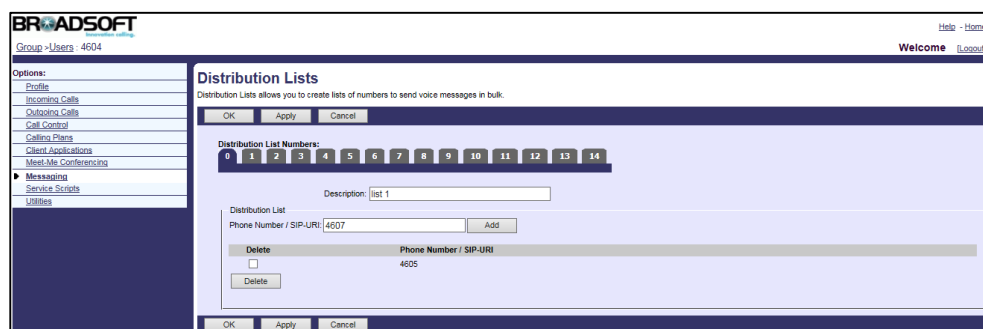 BROADSOFT
innovation calling.
Help - Home
Group >Users : 4604
Welcome [Logout
Options:
Profile
Incoming Calls
Outgoing Calls
Call Control
Calling Plans
Client Applications
Meet-Me Conferencing
Messaging
Service Scripts
Utilities
Distribution Lists
Distribution Lists allows you to create lists of numbers to send voice messages in bulk.
OK Apply Cancel
Distribution List Numbers:
0 1 2 3 4 5 6 7 8 9 10 11 12 13 14
Description: list 1
Distribution List
Phone Number / SIP-URI: 4607 Add
Delete Phone Number / SIP-URI
4605
Delete
OK Apply Cancel